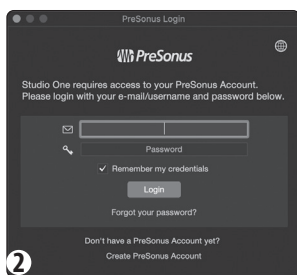 PreSonus Login
PreSonus
Studio One requires access to your PreSonus Account.
Please login with your e-mail/username and password below.
Password
Remember my credentials
Login
Forgot your password?
Don't have a PreSonus Account yet?
Create PreSonus Account
2